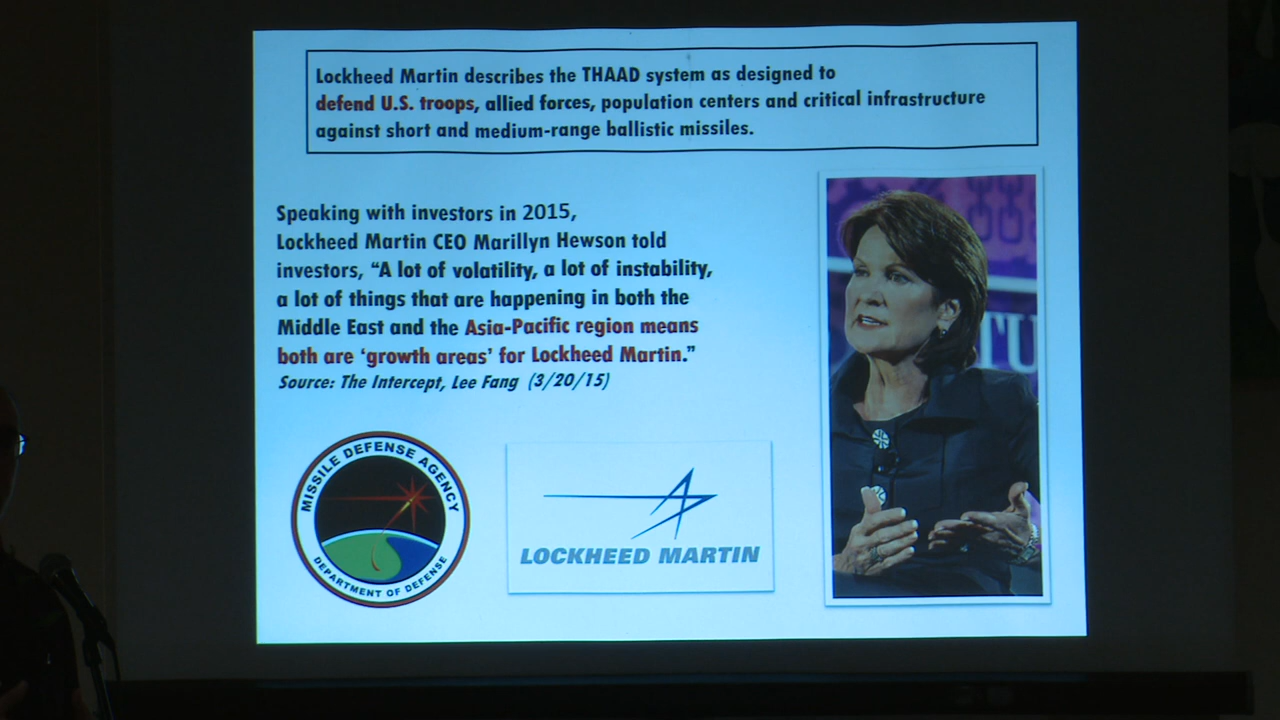 Lockheed Martin describes the THAAD system as designed to
defend U.S. troops, allied forces, population centers and critical infrastructure
against short and medium-range ballistic missiles.
Speaking with investors in 2015,
Lockheed Martin CEO Marillyn Hewson told
investors, “A lot of volatility, a lot of instability,
a lot of things that are happening in both the
Middle East and the Asia-Pacific region means
both are ‘growth areas’ for Lockheed Martin.”
Source: The Intercept, Lee Fang (3/20/15)
MISSILE DEFENSE AGENCY
DEPARTMENT OF DEFENSE
LOCKHEED MARTIN
TU